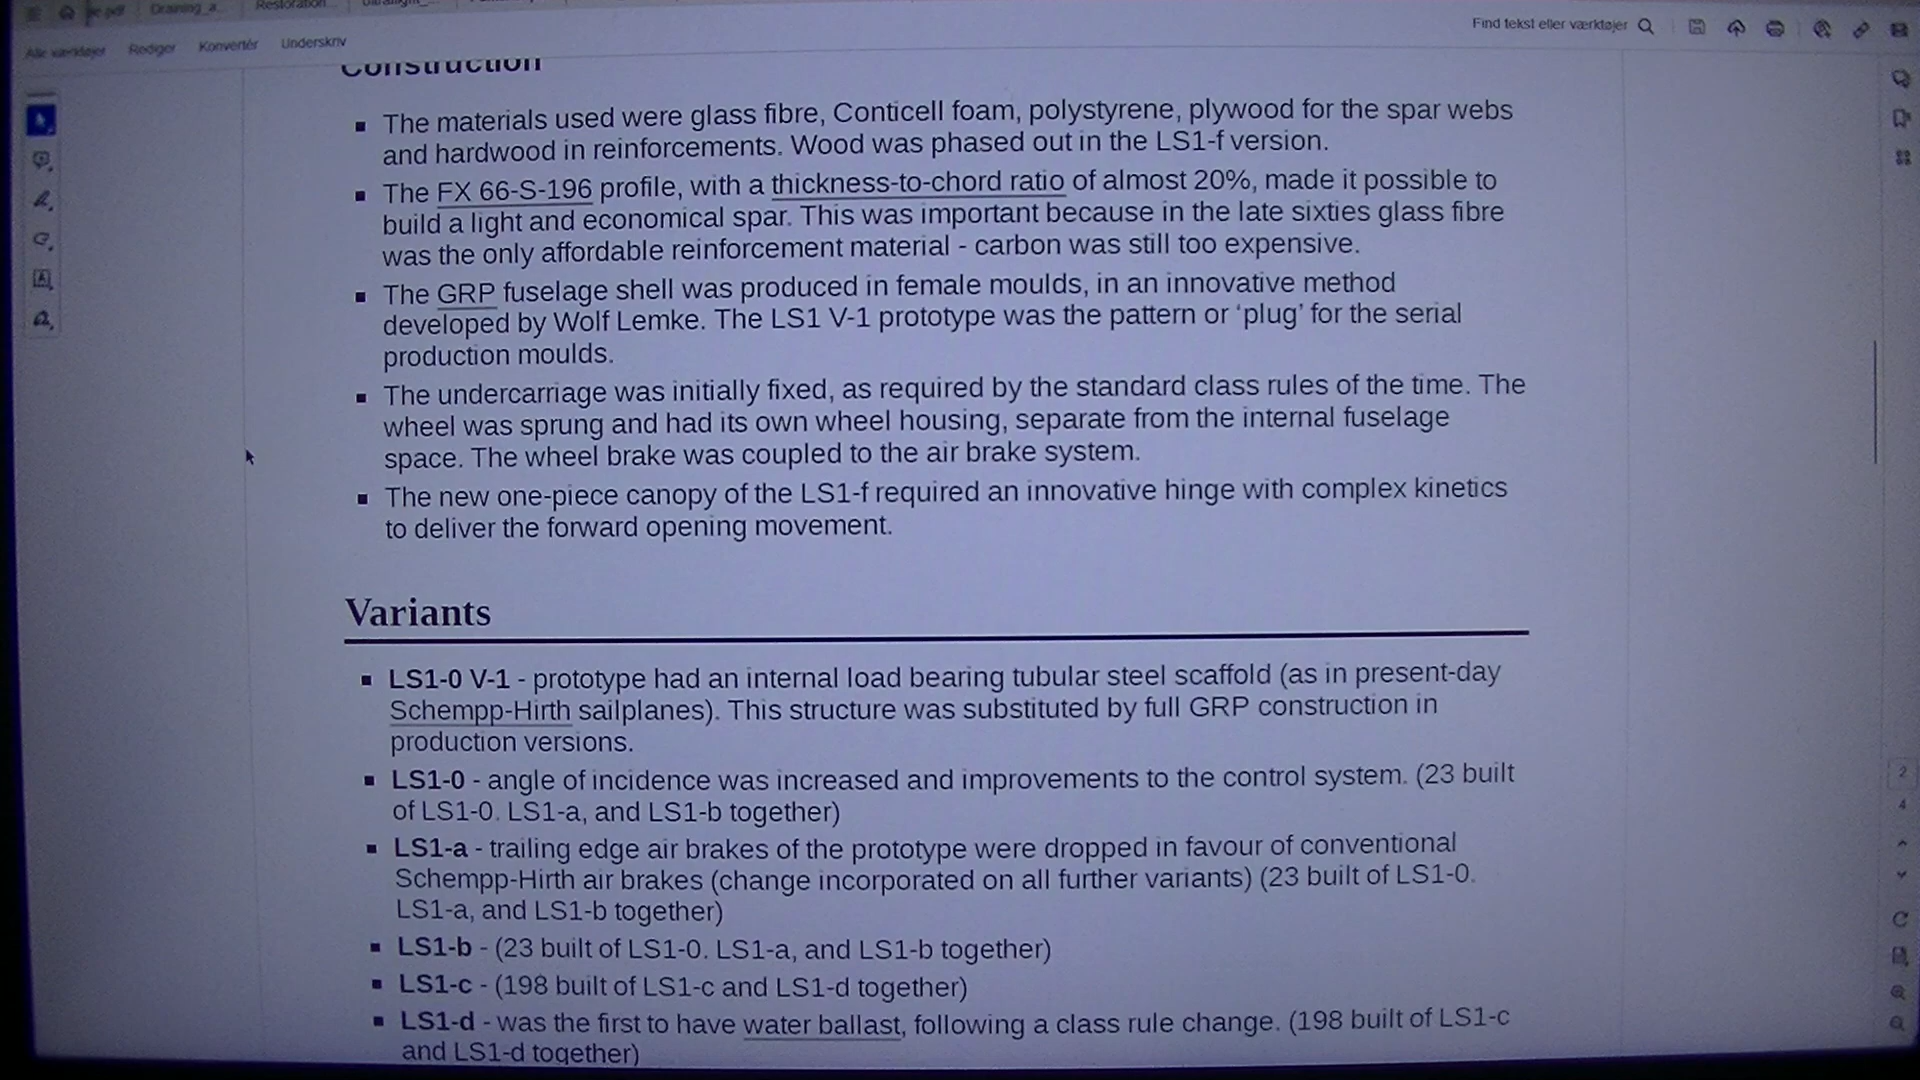 Draining_a...
Restoration...
Find tekst eller værktøjer
Alle værktøjer Rediger Konvertér Underskriv
Construction
The materials used were glass fibre, Conticell foam, polystyrene, plywood for the spar webs
and hardwood in reinforcements. Wood was phased out in the LS1-f version.
The FX 66-S-196 profile, with a thickness-to-chord ratio of almost 20%, made it possible to
build a light and economical spar. This was important because in the late sixties glass fibre
was the only affordable reinforcement material - carbon was still too expensive.
The GRP fuselage shell was produced in female moulds, in an innovative method
developed by Wolf Lemke. The LS1 V-1 prototype was the pattern or ‘plug’ for the serial
production moulds.
The undercarriage was initially fixed, as required by the standard class rules of the time. The
wheel was sprung and had its own wheel housing, separate from the internal fuselage
space. The wheel brake was coupled to the air brake system.
The new one-piece canopy of the LS1-f required an innovative hinge with complex kinetics
to deliver the forward opening movement.
Variants
LS1-0 V-1 - prototype had an internal load bearing tubular steel scaffold (as in present-day
Schempp-Hirth sailplanes). This structure was substituted by full GRP construction in
production versions.
LS1-0 - angle of incidence was increased and improvements to the control system. (23 built
of LS1-0. LS1-a, and LS1-b together)
LS1-a - trailing edge air brakes of the prototype were dropped in favour of conventional
Schempp-Hirth air brakes (change incorporated on all further variants) (23 built of LS1-0.
LS1-a, and LS1-b together)
LS1-b - (23 built of LS1-0. LS1-a, and LS1-b together)
LS1-c - (198 built of LS1-c and LS1-d together)
LS1-d - was the first to have water ballast, following a class rule change. (198 built of LS1-c
and LS1-d together)
2
4